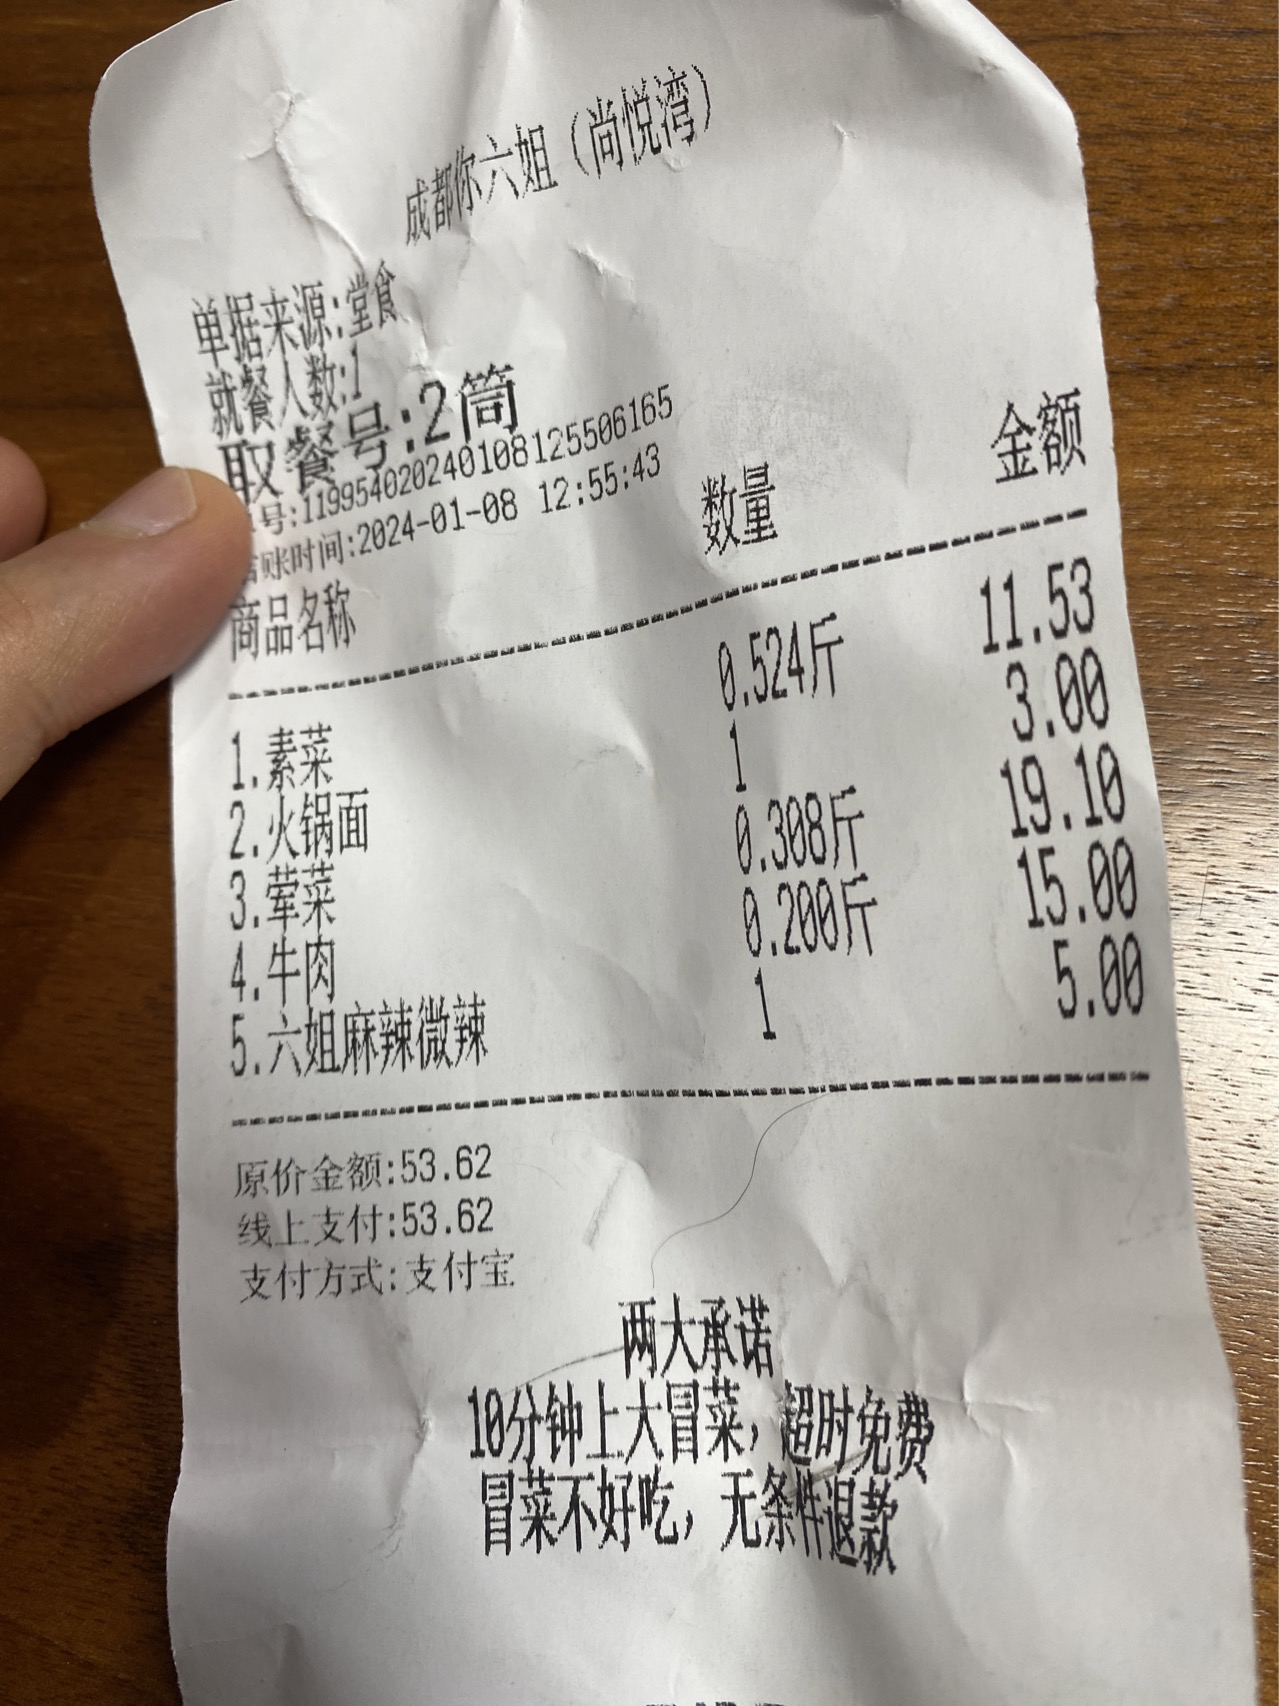 成都你六姐（尚悦湾）
单据来源:堂食
就餐人数:1
取餐号:2筒
号:119954020240108125506165
账时间:2024-01-08 12:55:43
商品名称 数量 金额
1.素菜 0.524斤 11.53
2.火锅面 1 3.00
3.荤菜 0.308斤 19.10
4.牛肉 0.200斤 15.00
5.六姐麻辣微辣 1 5.00
原价金额:53.62
线上支付:53.62
支付方式:支付宝
两大承诺
10分钟上大冒菜，超时免费
冒菜不好吃，无条件退款